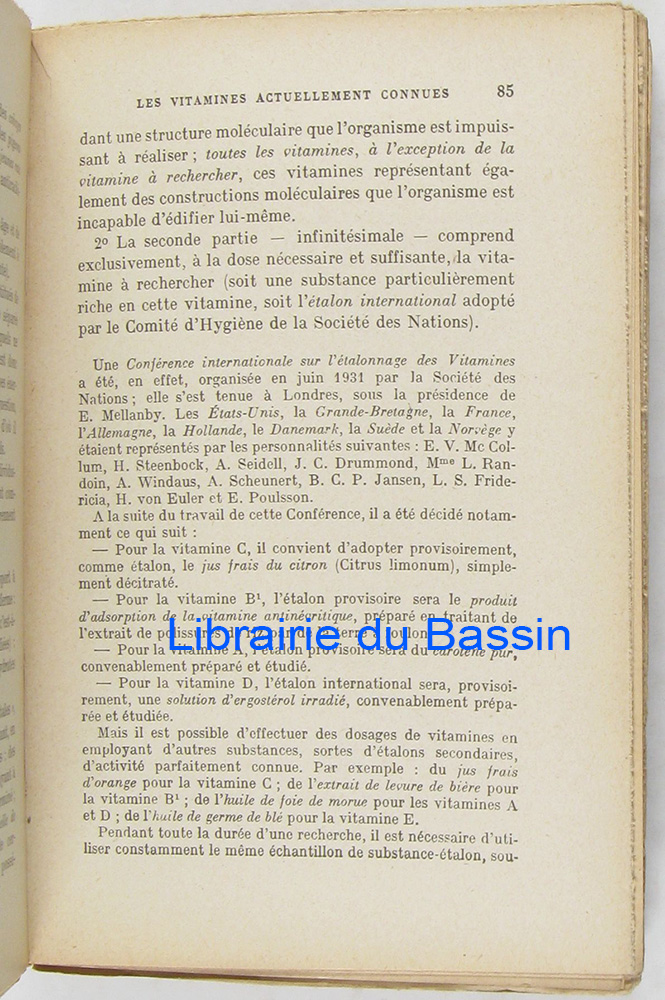 LES VITAMINES ACTUELLEMENT CONNUES 85
dant une structure moléculaire que l'organisme est impuis-
sant à réaliser ; toutes les vitamines, à l'exception de la
vitamine à rechercher, ces vitamines représentant éga-
lement des constructions moléculaires que l'organisme est
incapable d'édifier lui-même.
2º La seconde partie — infinitésimale — comprend
exclusivement, à la dose nécessaire et suffisante, la vita-
mine à rechercher (soit une substance particulièrement
riche en cette vitamine, soit l'étalon international adopté
par le Comité d'Hygiène de la Société des Nations).
Une Conférence internationale sur l'étalonnage des Vitamines
a été, en effet, organisée en juin 1931 par la Société des
Nations ; elle s'est tenue à Londres, sous la présidence de
E. Mellanby. Les États-Unis, la Grande-Bretagne, la France,
l'Allemagne, la Hollande, le Danemark, la Suède et la Norvège y
étaient représentés par les personnalités suivantes : E. V. Mc Col-
lum, H. Steenbock, A. Seidell, J. C. Drummond, Mme L. Ran-
doin, A. Windaus, A. Scheunert, B. C. P. Jansen, L. S. Fride-
ricia, H. von Euler et E. Poulsson.
A la suite du travail de cette Conférence, il a été décidé notam-
ment ce qui suit :
— Pour la vitamine C, il convient d'adopter provisoirement,
comme étalon, le jus frais du citron (Citrus limonum), simple-
ment décitraté.
— Pour la vitamine B¹, l'étalon provisoire sera le produit
d'adsorption de la vitamine antinévritique, préparé en traitant de
l'extrait de polissures de riz par de la terre à foulon.
Librairie du Bassin
— Pour la vitamine A, l'étalon provisoire sera du carotène pur,
convenablement préparé et étudié.
— Pour la vitamine D, l'étalon international sera, provisoi-
rement, une solution d'ergostérol irradié, convenablement prépa-
rée et étudiée.
Mais il est possible d'effectuer des dosages de vitamines en
employant d'autres substances, sortes d'étalons secondaires,
d'activité parfaitement connue. Par exemple : du jus frais
d'orange pour la vitamine C ; de l'extrait de levure de bière pour
la vitamine B¹ ; de l'huile de foie de morue pour les vitamines A
et D ; de l'huile de germe de blé pour la vitamine E.
Pendant toute la durée d'une recherche, il est nécessaire d'uti-
liser constamment le même échantillon de substance-étalon, sou-